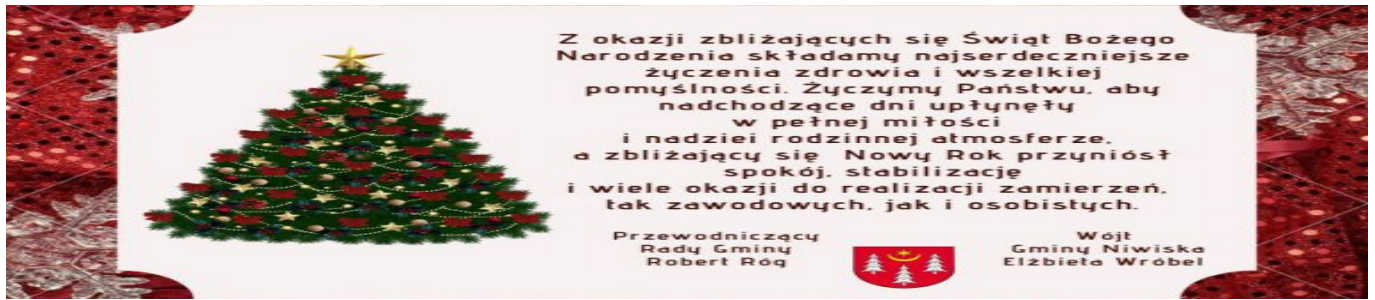 Z okazji zbliżających się Świąt Bożego
Narodzenia składamy najserdeczniejsze
życzenia zdrowia i wszelkiej
pomyślności. Życzymy Państwu, aby
nadchodzące dni upłynęły
w pełnej miłości
i nadziei rodzinnej atmosferze,
a zbliżający się Nowy Rok przyniósł
spokój, stabilizację
i wiele okazji do realizacji zamierzeń,
tak zawodowych, jak i osobistych.
Przewodniczący
Rady Gminy
Robert Róg
Wójt
Gminy Niwiska
Elżbieta Wróbel